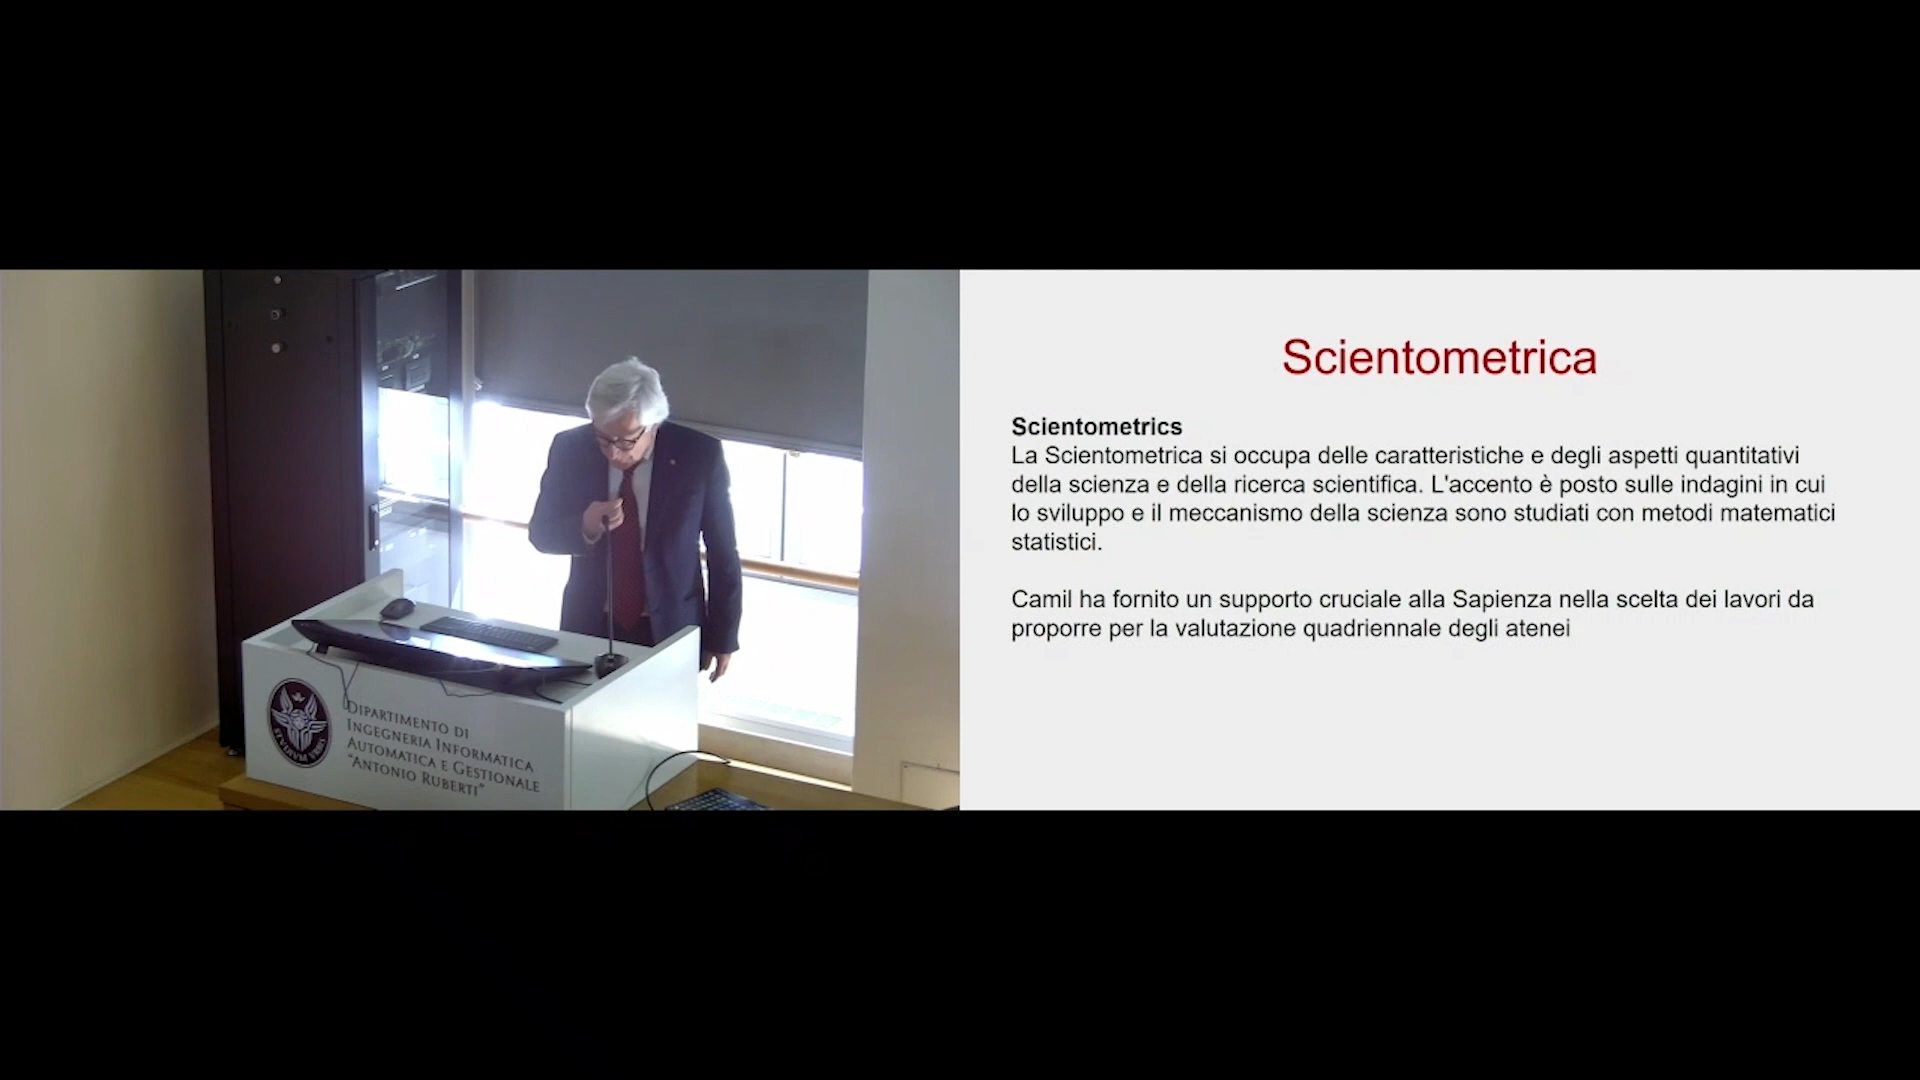 Scientometrica
Scientometrics
La Scientometrica si occupa delle caratteristiche e degli aspetti quantitativi
della scienza e della ricerca scientifica. L'accento è posto sulle indagini in cui
lo sviluppo e il meccanismo della scienza sono studiati con metodi matematici
statistici.
Camil ha fornito un supporto cruciale alla Sapienza nella scelta dei lavori da
proporre per la valutazione quadriennale degli atenei
STVDIVM VRBIS
DIPARTIMENTO DI
INGEGNERIA INFORMATICA
AUTOMATICA E GESTIONALE
"ANTONIO RUBERTI"